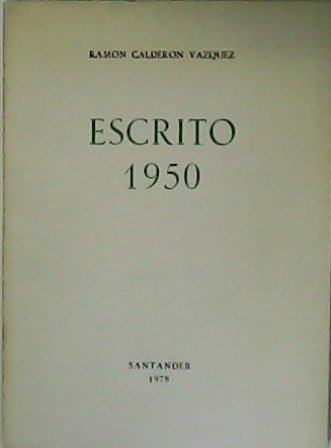 RAMON CALDERON VAZQUEZ
ESCRITO
1950
SANTANDER
1978